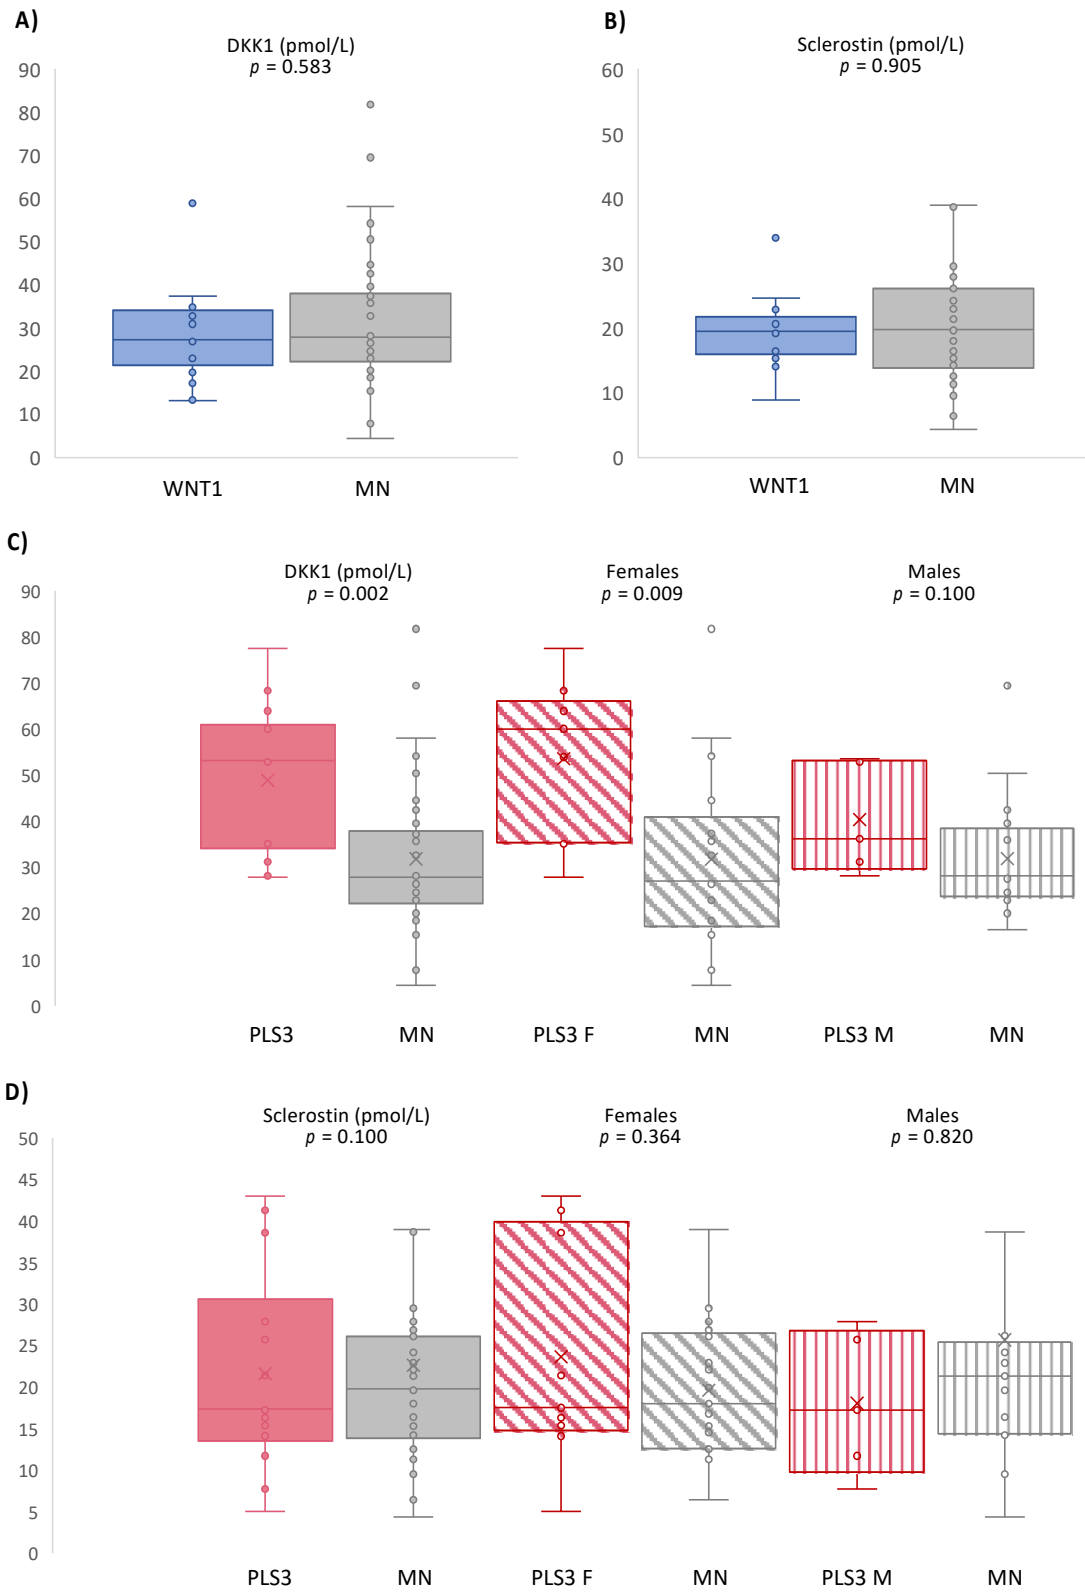 A)
DKK1 (pmol/L)
p = 0.583
90
80
70
60
50
40
30
20
10
0
WNT1 MN
B)
Sclerostin (pmol/L)
p = 0.905
60
50
40
30
20
10
0
WNT1 MN
C)
DKK1 (pmol/L) Females Males
p = 0.002 p = 0.009 p = 0.100
90
80
70
60
50
40
30
20
10
0
PLS3 MN PLS3 F MN PLS3 M MN
D)
Sclerostin (pmol/L) Females Males
p = 0.100 p = 0.364 p = 0.820
50
45
40
35
30
25
20
15
10
5
0
PLS3 MN PLS3 F MN PLS3 M MN